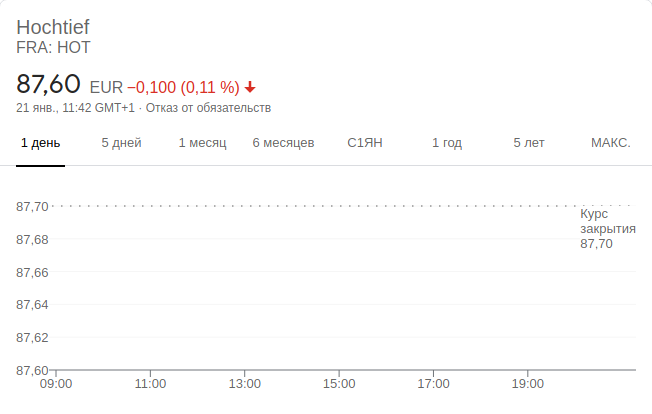 Hochtief
FRA: HOT
87,60 EUR −0,100 (0,11 %)
21 янв., 11:42 GMT+1 · Отказ от обязательств
1 день 5 дней 1 месяц 6 месяцев С1ЯН 1 год 5 лет МАКС.
87,70
Курс
закрытия
87,70
87,68
87,66
87,64
87,62
87,60
09:00 11:00 13:00 15:00 17:00 19:00